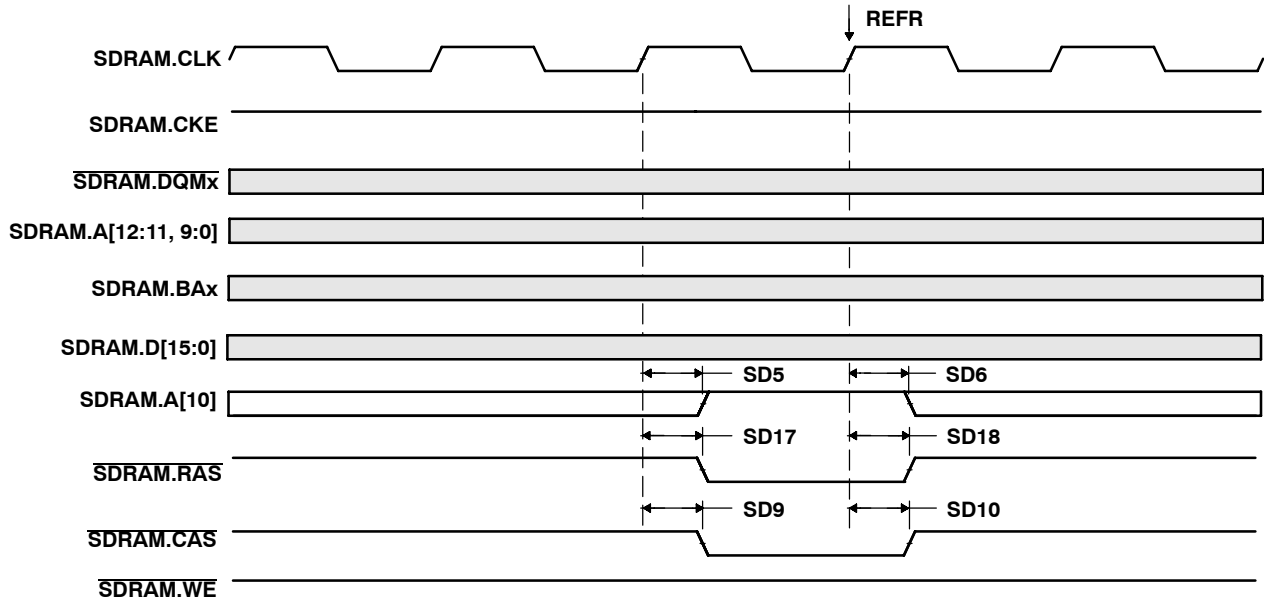 REFR
SDRAM.CLK
SDRAM.CKE
SDRAM.DQMx
SDRAM.A[12:11, 9:0]
SDRAM.BAx
SDRAM.D[15:0]
SD5 SD6
SDRAM.A[10]
SD17 SD18
SDRAM.RAS
SD9 SD10
SDRAM.CAS
SDRAM.WE